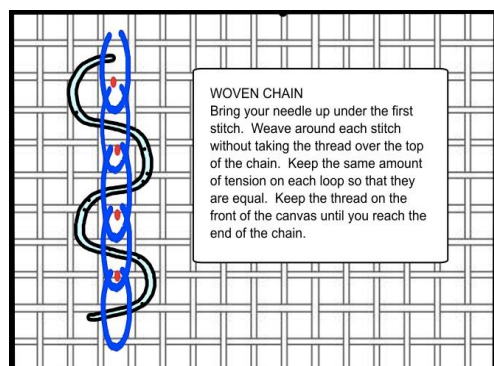 WOVEN CHAIN
Bring your needle up under the first
stitch. Weave around each stitch
without taking the thread over the top
of the chain. Keep the same amount
of tension on each loop so that they
are equal. Keep the thread on the
front of the canvas until you reach the
end of the chain.